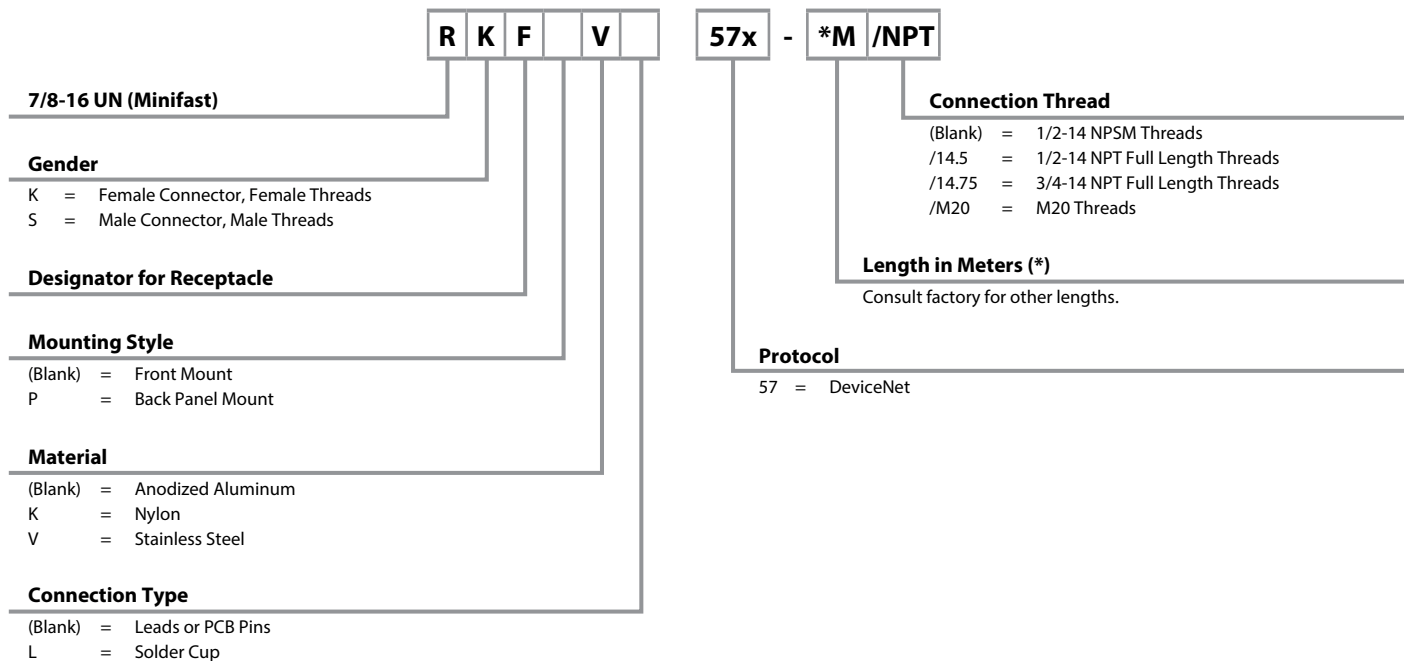 R K F V 57x - *M /NPT
7/8-16 UN (Minifast)
Gender
K = Female Connector, Female Threads
S = Male Connector, Male Threads
Designator for Receptacle
Mounting Style
(Blank) = Front Mount
P = Back Panel Mount
Material
(Blank) = Anodized Aluminum
K = Nylon
V = Stainless Steel
Connection Type
(Blank) = Leads or PCB Pins
L = Solder Cup
Connection Thread
(Blank) = 1/2-14 NPSM Threads
/14.5 = 1/2-14 NPT Full Length Threads
/14.75 = 3/4-14 NPT Full Length Threads
/M20 = M20 Threads
Length in Meters (*)
Consult factory for other lengths.
Protocol
57 = DeviceNet